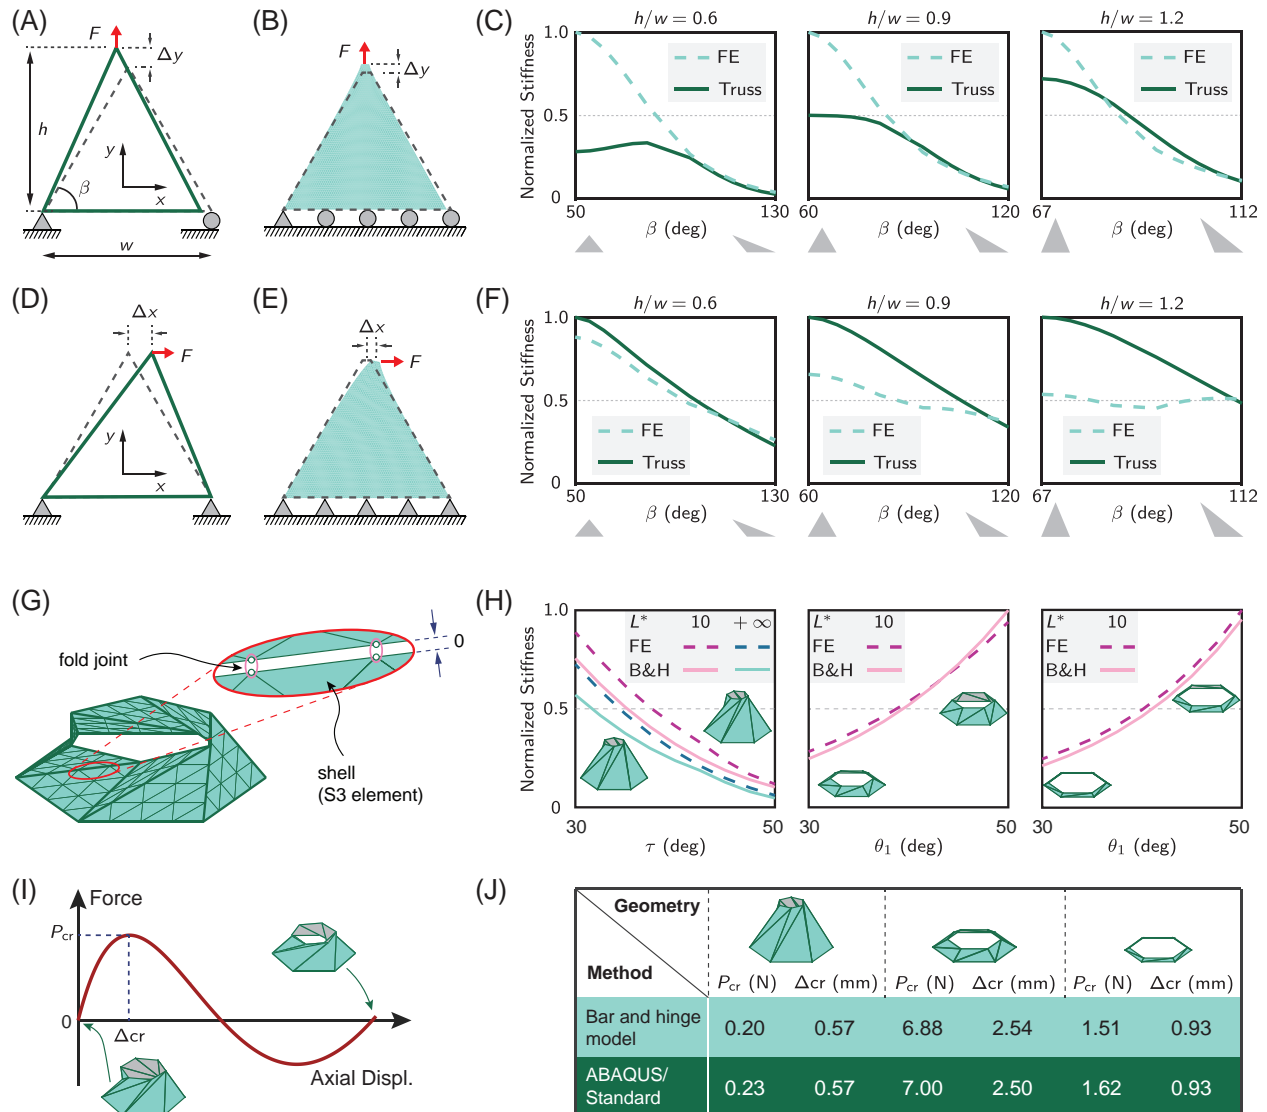 (A)
F
Δy
h
y
x
β
w
(B)
F
Δy
(C)
h/w = 0.6
h/w = 0.9
h/w = 1.2
Normalized Stiffness
1.0
0.5
0
FE
Truss
FE
Truss
FE
Truss
50
130
60
120
67
112
β (deg)
β (deg)
β (deg)
(D)
Δx
F
y
x
(E)
Δx
F
(F)
h/w = 0.6
h/w = 0.9
h/w = 1.2
Normalized Stiffness
1.0
0.5
0
FE
Truss
FE
Truss
FE
Truss
50
130
60
120
67
112
β (deg)
β (deg)
β (deg)
(G)
fold joint
0
shell
(S3 element)
(H)
Normalized Stiffness
1.0
0.5
0
L* 10 +∞
FE
B&H
L* 10
FE
B&H
L* 10
FE
B&H
30
50
30
50
30
50
τ (deg)
θ1 (deg)
θ1 (deg)
(I)
Force
Pcr
0
Δcr
Axial Displ.
(J)
Geometry
Method
Pcr (N) Δcr (mm) Pcr (N) Δcr (mm) Pcr (N) Δcr (mm)
Bar and hinge
model
0.20 0.57 6.88 2.54 1.51 0.93
ABAQUS/
Standard
0.23 0.57 7.00 2.50 1.62 0.93